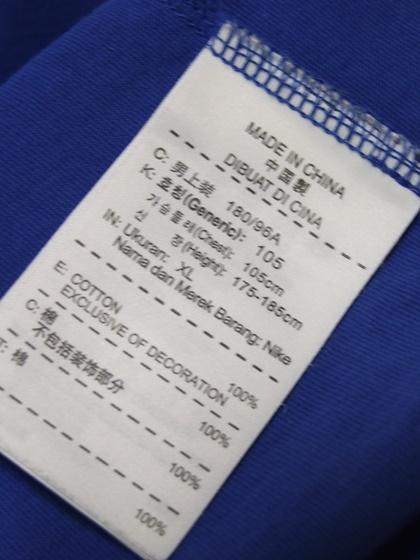 MADE IN CHINA
中國製
DIBUAT DI CINA
C: 男上装 180/96A
K: 호칭(Generic): 105
가슴둘레(Chest): 105cm
신 장(Height): 175-185cm
IN: Ukuran: XL
Nama dan Merek Barang: Nike
E: COTTON 100%
EXCLUSIVE OF DECORATION
C: 棉 100%
不包括装饰部分
T: 棉 100%
100%